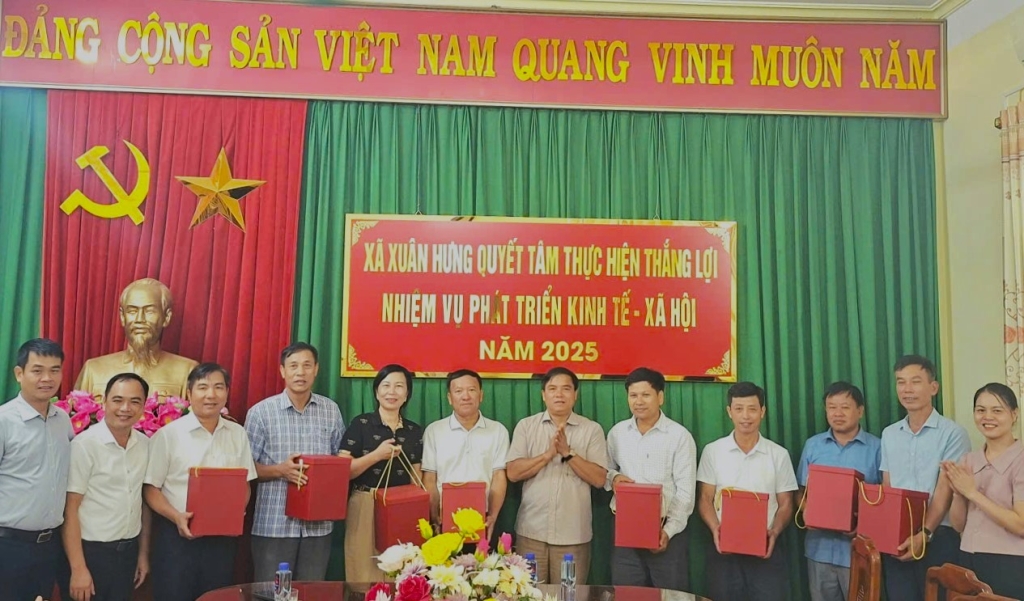 ĐẢNG CỘNG SẢN VIỆT NAM QUANG VINH MUÔN NĂM
XÃ XUÂN HƯNG QUYẾT TÂM THỰC HIỆN THẮNG LỢI
NHIỆM VỤ PHÁT TRIỂN KINH TẾ - XÃ HỘI
NĂM 2025